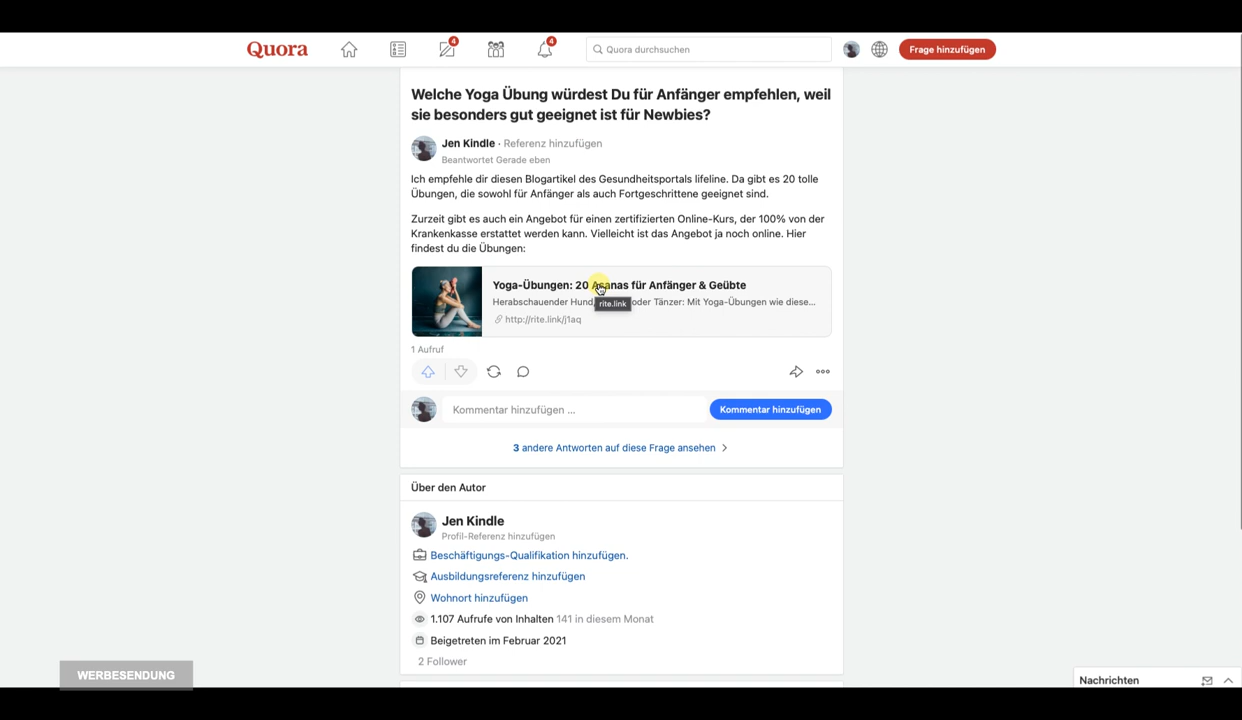 Quora
4
4
Quora durchsuchen
Frage hinzufügen
Welche Yoga Übung würdest Du für Anfänger empfehlen, weil
sie besonders gut geeignet ist für Newbies?
Jen Kindle · Referenz hinzufügen
Beantwortet Gerade eben
Ich empfehle dir diesen Blogartikel des Gesundheitsportals lifeline. Da gibt es 20 tolle
Übungen, die sowohl für Anfänger als auch Fortgeschrittene geeignet sind.
Zurzeit gibt es auch ein Angebot für einen zertifizierten Online-Kurs, der 100% von der
Krankenkasse erstattet werden kann. Vielleicht ist das Angebot ja noch online. Hier
findest du die Übungen:
Yoga-Übungen: 20 Asanas für Anfänger & Geübte
Herabschauender Hund oder Tänzer: Mit Yoga-Übungen wie diese...
rite.link
http://rite.link/j1aq
1 Aufruf
Kommentar hinzufügen ...
Kommentar hinzufügen
3 andere Antworten auf diese Frage ansehen
Über den Autor
Jen Kindle
Profil-Referenz hinzufügen
Beschäftigungs-Qualifikation hinzufügen.
Ausbildungsreferenz hinzufügen
Wohnort hinzufügen
1.107 Aufrufe von Inhalten 141 in diesem Monat
Beigetreten im Februar 2021
2 Follower
WERBESENDUNG
Nachrichten